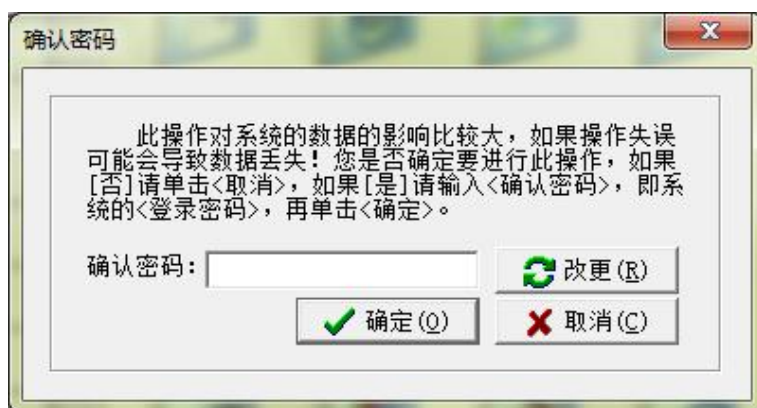 确认密码
此操作对系统的数据的影响比较大，如果操作失误
可能会导致数据丢失！您是否确定要进行此操作，如果
[否]请单击<取消>，如果[是]请输入<确认密码>，即系
统的<登录密码>，再单击<确定>。
确认密码：
改更(R)
确定(O)
取消(C)